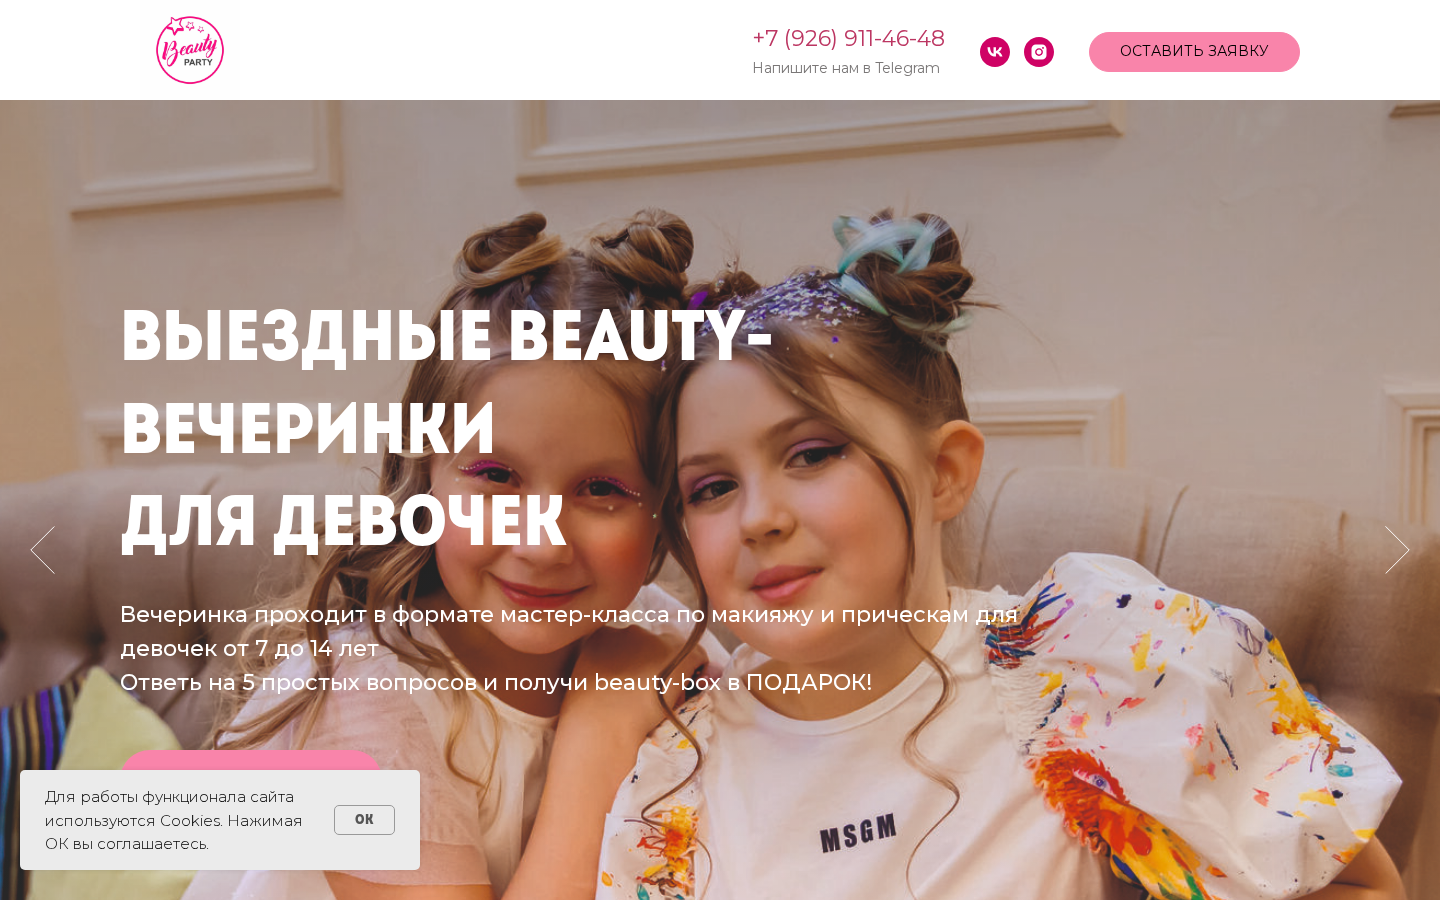 Beauty
PARTY
+7 (926) 911-46-48
Напишите нам в Telegram
ОСТАВИТЬ ЗАЯВКУ
ВЫЕЗДНЫЕ BEAUTY-
ВЕЧЕРИНКИ
ДЛЯ ДЕВОЧЕК
Вечеринка проходит в формате мастер-класса по макияжу и прическам для
девочек от 7 до 14 лет
Ответь на 5 простых вопросов и получи beauty-box в ПОДАРОК!
MSGM
Для работы функционала сайта
используются Cookies. Нажимая
ОК вы соглашаетесь.
ОК